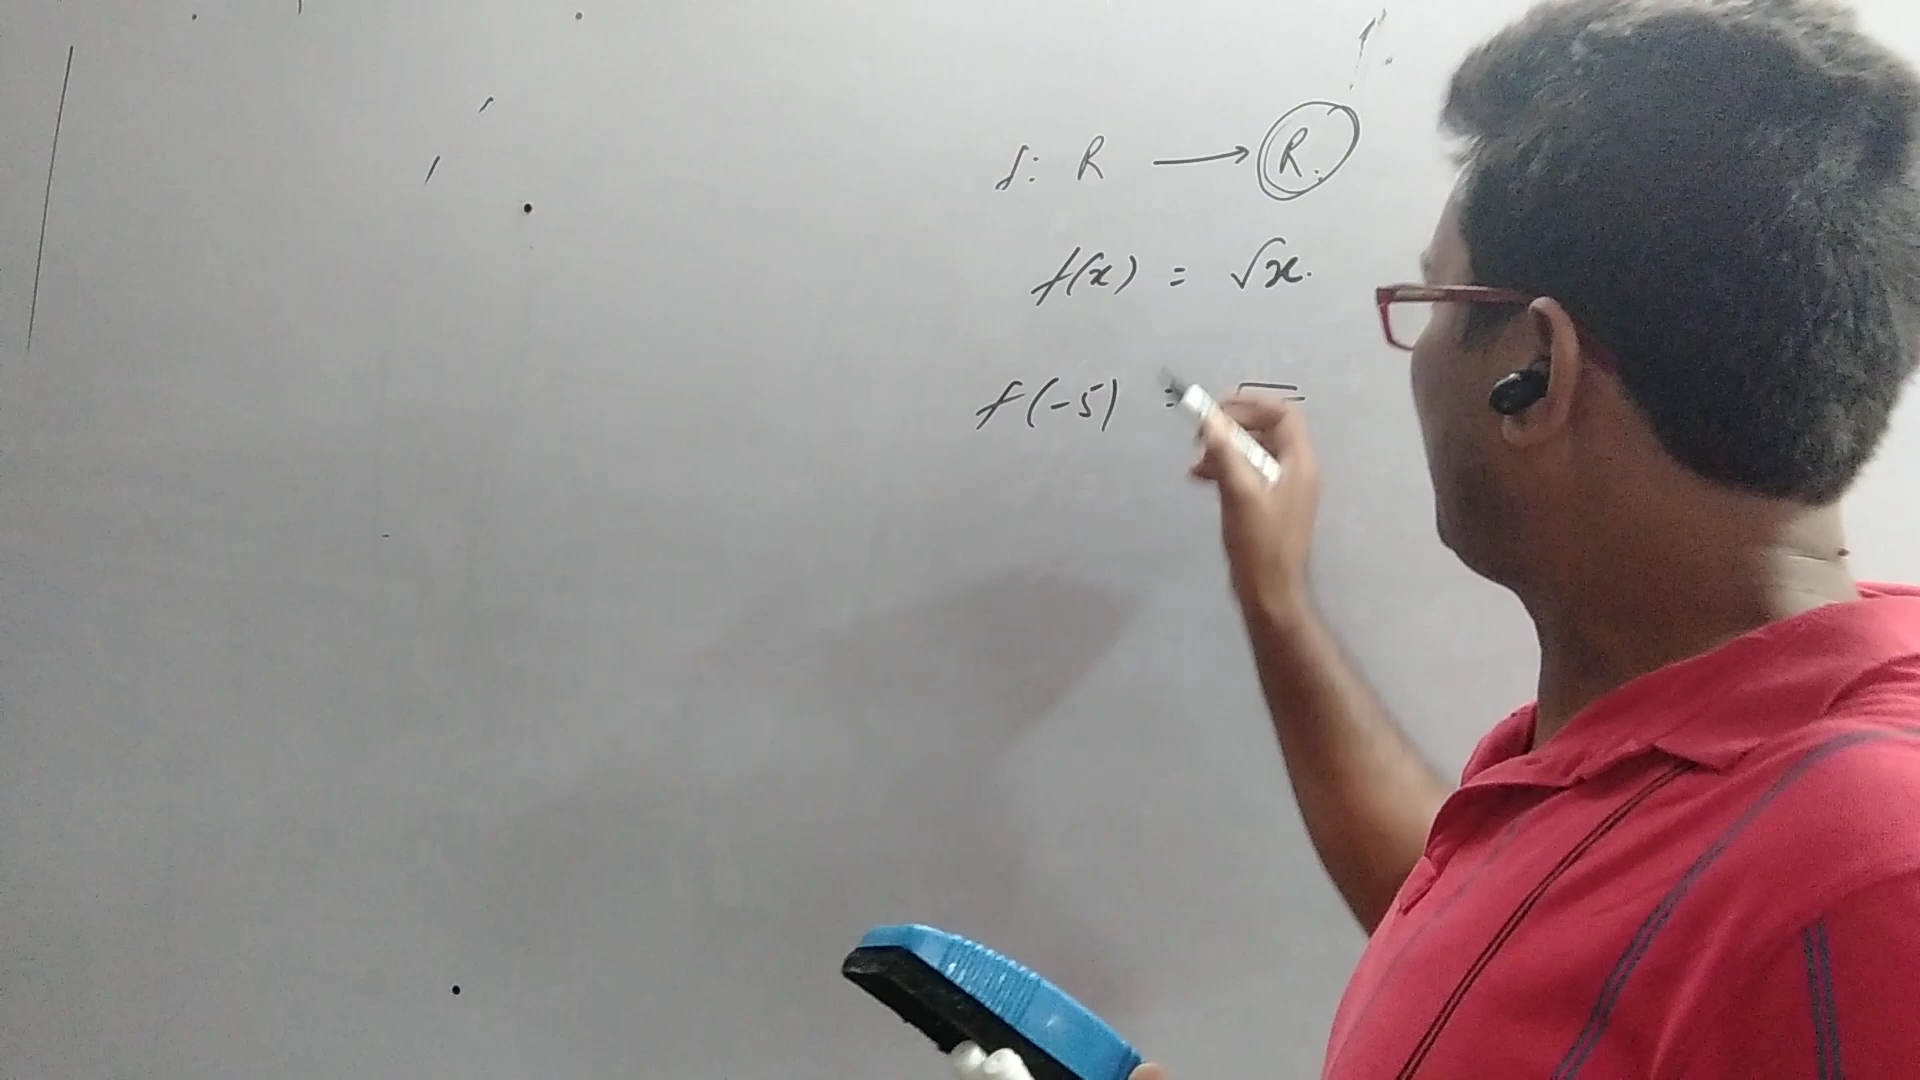 f: R → R.
f(x) = √x.
f(-5) =